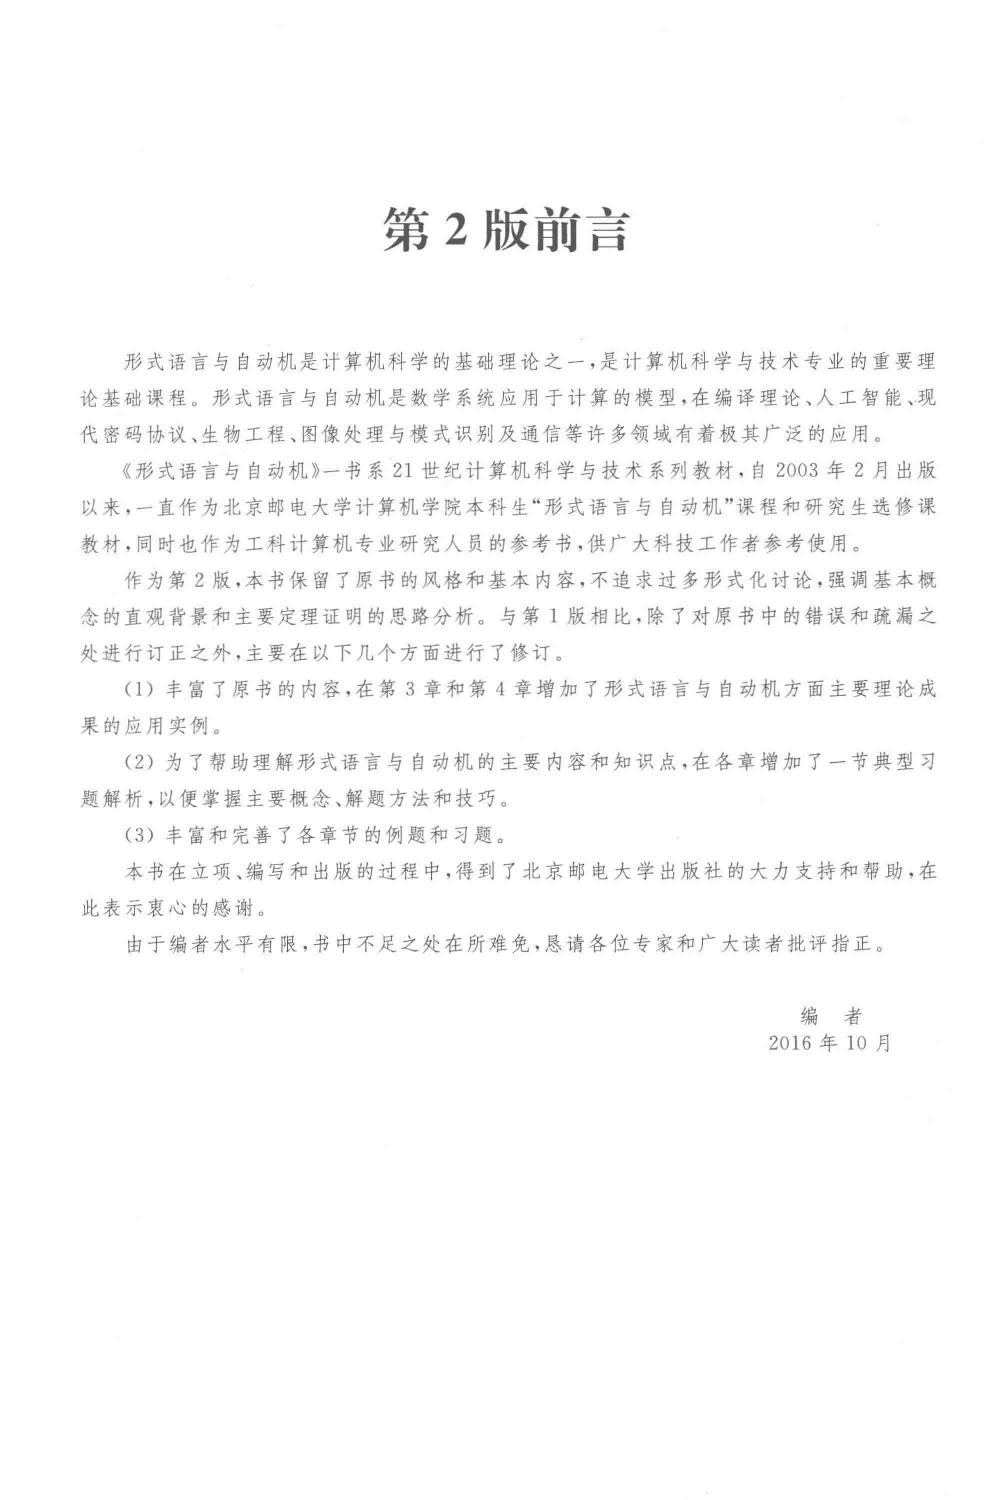 第 2 版前言
形式语言与自动机是计算机科学的基础理论之一,是计算机科学与技术专业的重要理
论基础课程。形式语言与自动机是数学系统应用于计算的模型,在编译理论、人工智能、现
代密码协议、生物工程、图像处理与模式识别及通信等许多领域有着极其广泛的应用。
《形式语言与自动机》一书系 21 世纪计算机科学与技术系列教材,自 2003 年 2 月出版
以来,一直作为北京邮电大学计算机学院本科生“形式语言与自动机”课程和研究生选修课
教材,同时也作为工科计算机专业研究人员的参考书,供广大科技工作者参考使用。
作为第 2 版,本书保留了原书的风格和基本内容,不追求过多形式化讨论,强调基本概
念的直观背景和主要定理证明的思路分析。与第 1 版相比,除了对原书中的错误和疏漏之
处进行订正之外,主要在以下几个方面进行了修订。
(1) 丰富了原书的内容,在第 3 章和第 4 章增加了形式语言与自动机方面主要理论成
果的应用实例。
(2) 为了帮助理解形式语言与自动机的主要内容和知识点,在各章增加了一节典型习
题解析,以便掌握主要概念、解题方法和技巧。
(3) 丰富和完善了各章节的例题和习题。
本书在立项、编写和出版的过程中,得到了北京邮电大学出版社的大力支持和帮助,在
此表示衷心的感谢。
由于编者水平有限,书中不足之处在所难免,恳请各位专家和广大读者批评指正。
编 者
2016 年 10 月